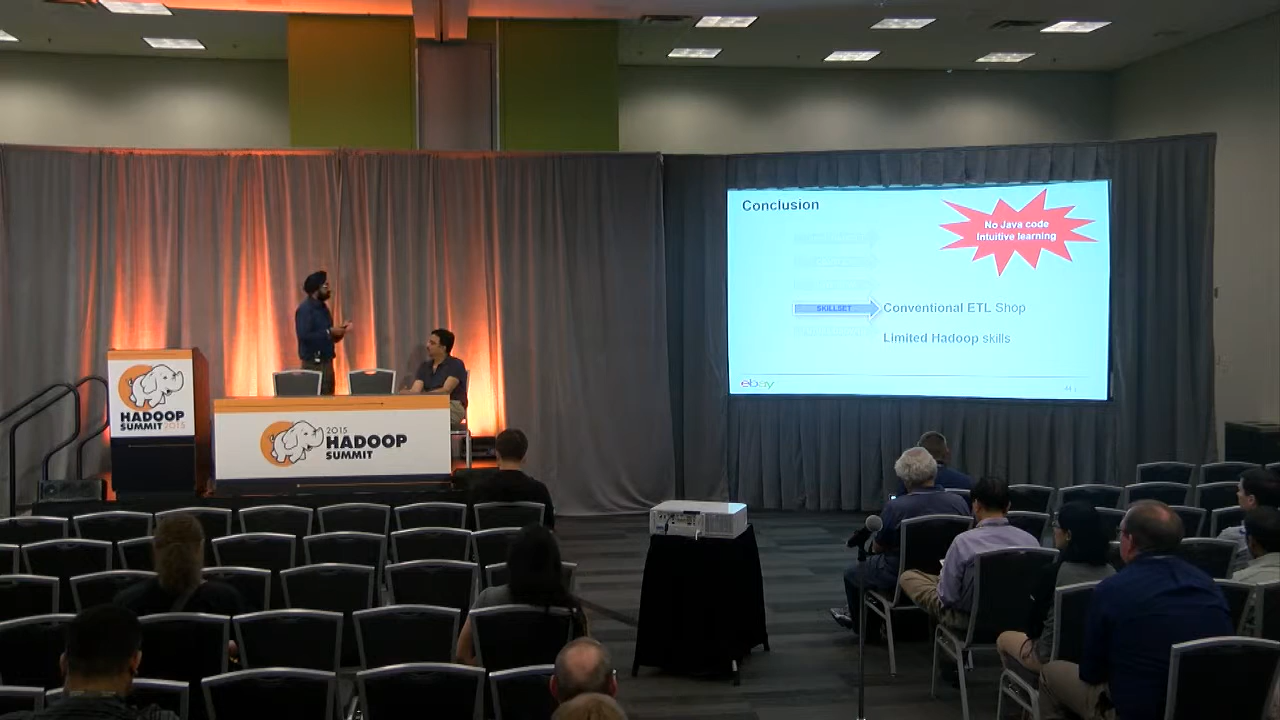 Conclusion
No Java code
Intuitive learning
SKILLSET
Conventional ETL Shop
Limited Hadoop skills
ebay
HADOOP
SUMMIT 2015
2015
HADOOP
SUMMIT